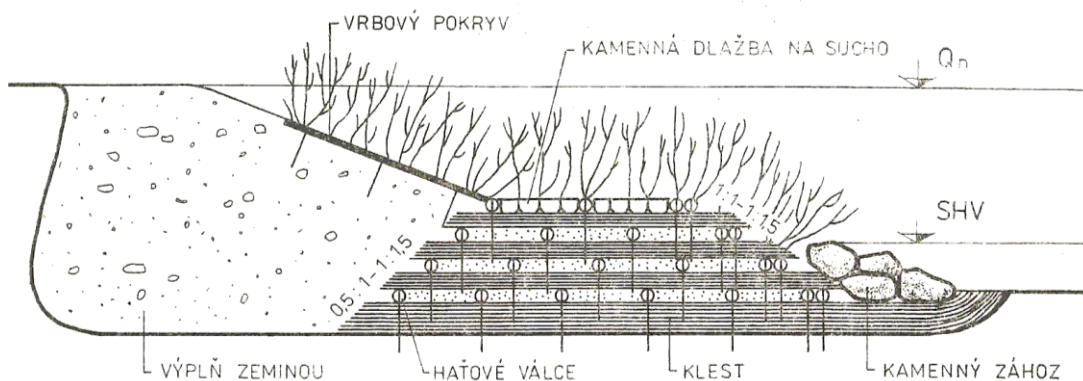 VRBOVÝ POKRYV
KAMENNÁ DLAŽBA NA SUCHO
Qn
1:1-1:1,5
SHV
0,5:1-1:1,5
VÝPLŇ ZEMINOU
HAŤOVÉ VÁLCE
KLEST
KAMENNÝ ZÁHOZ